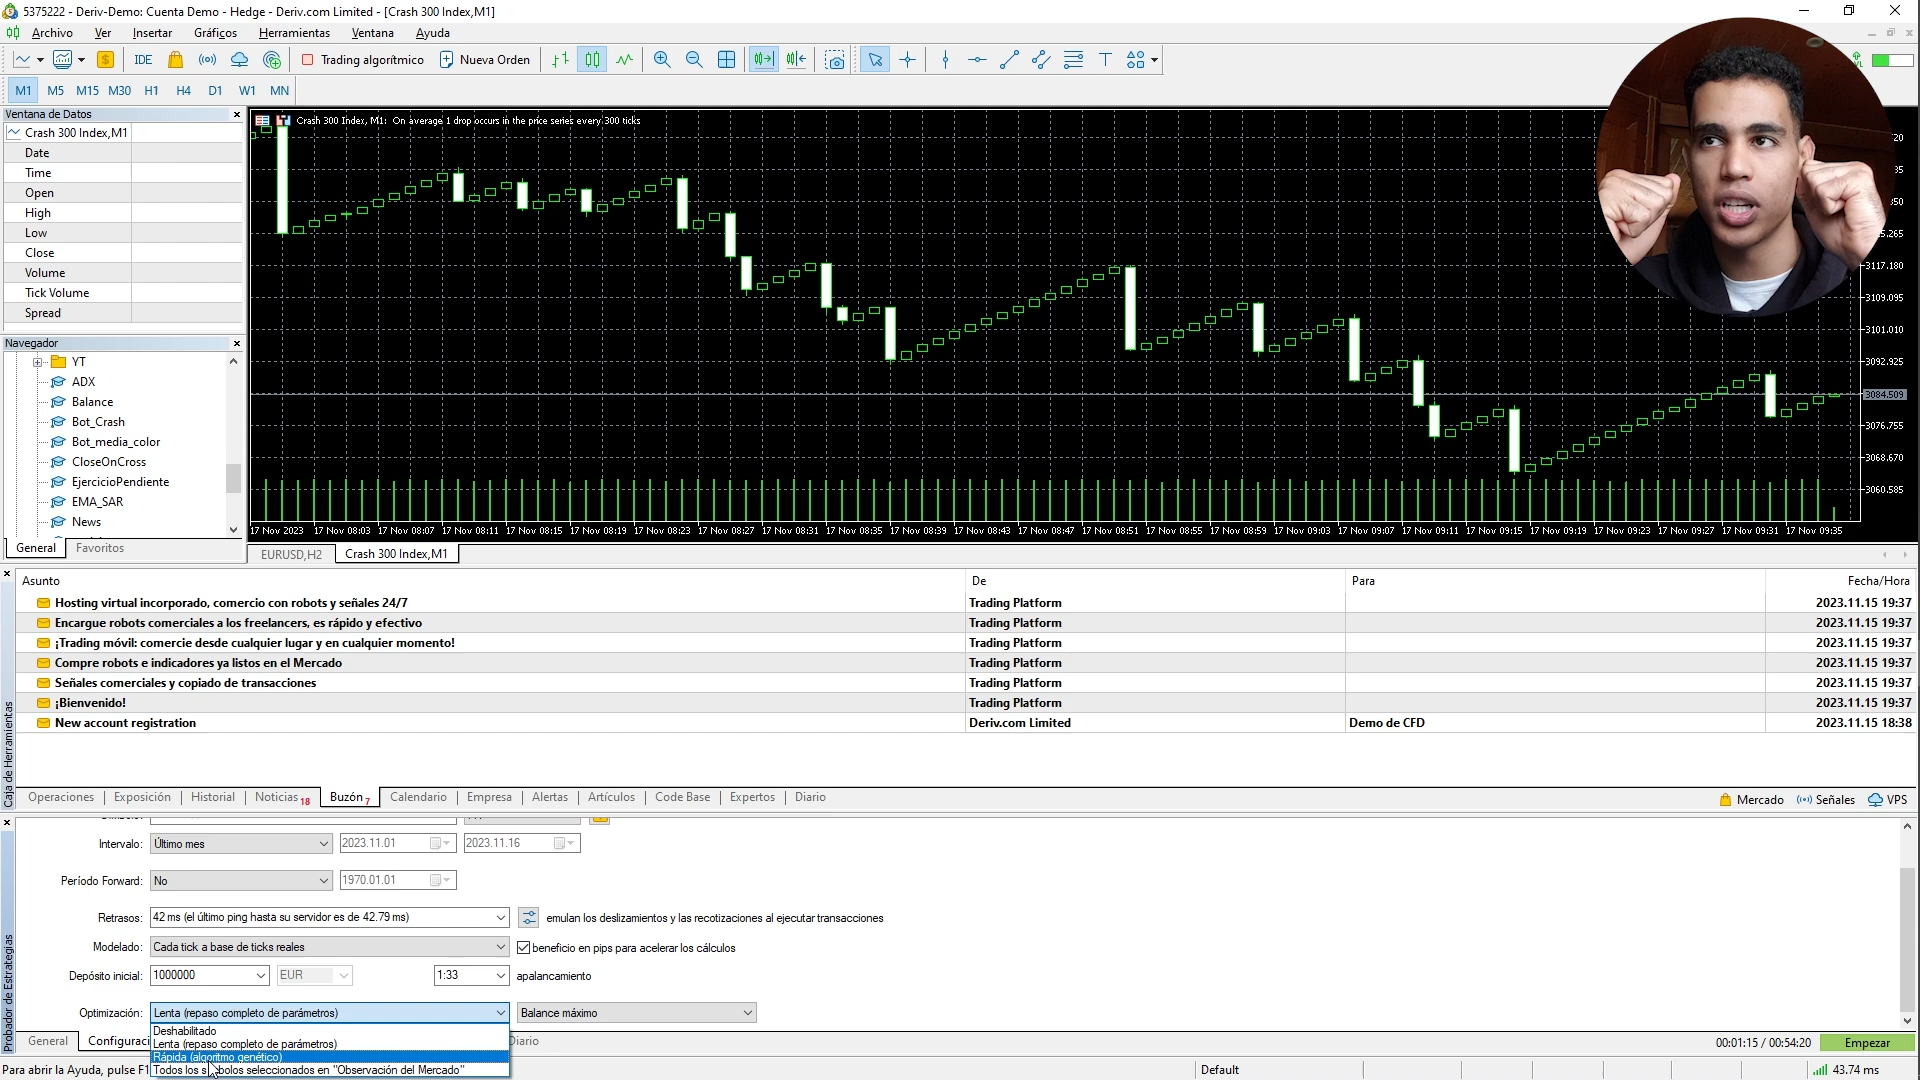 5375222 - Deriv-Demo: Cuenta Demo - Hedge - Deriv.com Limited - [Crash 300 Index,M1]
Archivo Ver Insertar Gráficos Herramientas Ventana Ayuda
IDE Trading algorítmico Nueva Orden
M1 M5 M15 M30 H1 H4 D1 W1 MN
Ventana de Datos
Crash 300 Index,M1
Date
Time
Open
High
Low
Close
Volume
Tick Volume
Spread
Navegador
YT
ADX
Balance
Bot_Crash
Bot_media_color
CloseOnCross
EjercicioPendiente
EMA_SAR
News
General Favoritos
Crash 300 Index, M1: On average 1 drop occurs in the price series every 300 ticks
3117.180
3109.095
3101.010
3092.925
3084.509
3076.755
3068.670
3060.585
17 Nov 2023 17 Nov 08:03 17 Nov 08:07 17 Nov 08:11 17 Nov 08:15 17 Nov 08:19 17 Nov 08:23 17 Nov 08:27 17 Nov 08:31 17 Nov 08:35 17 Nov 08:39 17 Nov 08:43 17 Nov 08:47 17 Nov 08:51 17 Nov 08:55 17 Nov 08:59 17 Nov 09:03 17 Nov 09:07 17 Nov 09:11 17 Nov 09:15 17 Nov 09:19 17 Nov 09:23 17 Nov 09:27 17 Nov 09:31 17 Nov 09:35
EURUSD,H2 Crash 300 Index,M1
Asunto De Para Fecha/Hora
Hosting virtual incorporado, comercio con robots y señales 24/7 Trading Platform 2023.11.15 19:37
Encargue robots comerciales a los freelancers, es rápido y efectivo Trading Platform 2023.11.15 19:37
¡Trading móvil: comercie desde cualquier lugar y en cualquier momento! Trading Platform 2023.11.15 19:37
Compre robots e indicadores ya listos en el Mercado Trading Platform 2023.11.15 19:37
Señales comerciales y copiado de transacciones Trading Platform 2023.11.15 19:37
¡Bienvenido! Trading Platform 2023.11.15 19:37
New account registration Deriv.com Limited Demo de CFD 2023.11.15 18:38
Caja de Herramientas
Operaciones Exposición Historial Noticias 18 Buzón 7 Calendario Empresa Alertas Artículos Code Base Expertos Diario
Mercado Señales VPS
Intervalo: Último mes 2023.11.01 2023.11.16
Período Forward: No 1970.01.01
Retrasos: 42 ms (el último ping hasta su servidor es de 42.79 ms) emulan los deslizamientos y las recotizaciones al ejecutar transacciones
Modelado: Cada tick a base de ticks reales beneficio en pips para acelerar los cálculos
Depósito inicial: 1000000 EUR 1:33 apalancamiento
Optimización: Lenta (repaso completo de parámetros) Balance máximo
Deshabilitado
Lenta (repaso completo de parámetros)
Rápida (algoritmo genético)
Todos los símbolos seleccionados en "Observación del Mercado"
Probador de Estrategias
General Configuraci Diario
00:01:15 / 00:54:20 Empezar
Para abrir la Ayuda, pulse F1 Default 43.74 ms